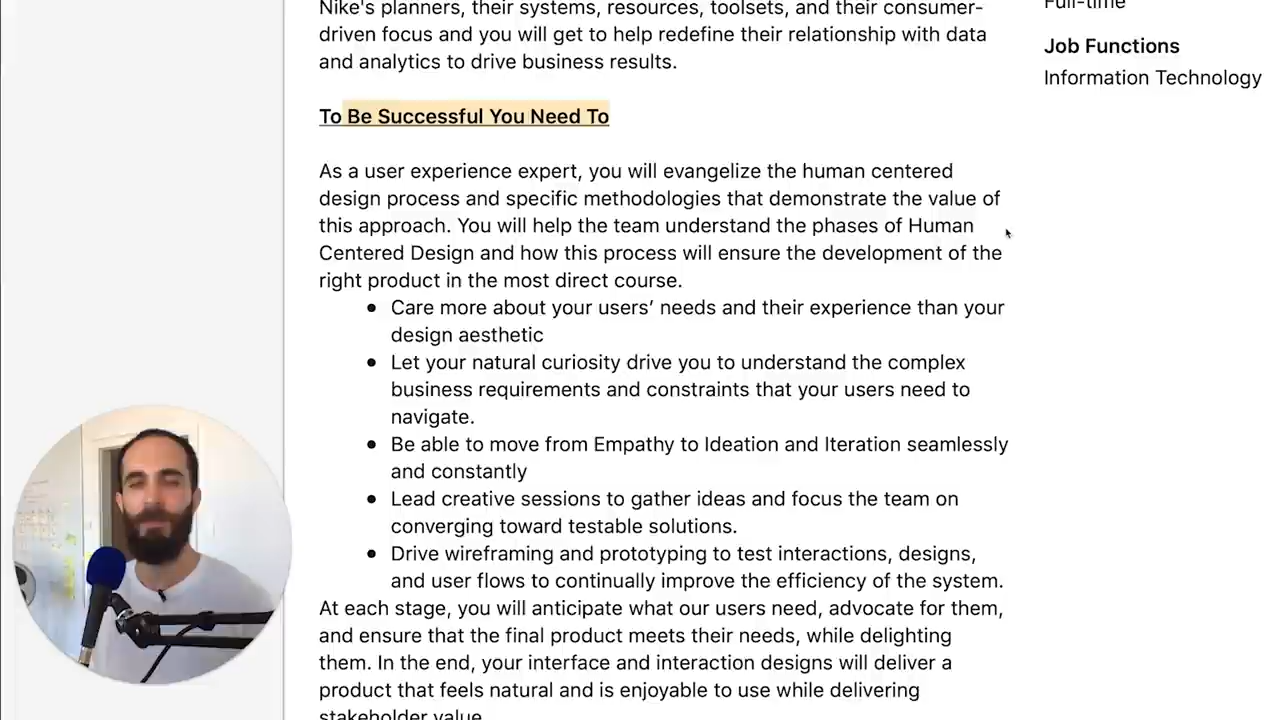 Nike's planners, their systems, resources, toolsets, and their consumer-
driven focus and you will get to help redefine their relationship with data
and analytics to drive business results.
To Be Successful You Need To
As a user experience expert, you will evangelize the human centered
design process and specific methodologies that demonstrate the value of
this approach. You will help the team understand the phases of Human
Centered Design and how this process will ensure the development of the
right product in the most direct course.
• Care more about your users’ needs and their experience than your
design aesthetic
• Let your natural curiosity drive you to understand the complex
business requirements and constraints that your users need to
navigate.
• Be able to move from Empathy to Ideation and Iteration seamlessly
and constantly
• Lead creative sessions to gather ideas and focus the team on
converging toward testable solutions.
• Drive wireframing and prototyping to test interactions, designs,
and user flows to continually improve the efficiency of the system.
At each stage, you will anticipate what our users need, advocate for them,
and ensure that the final product meets their needs, while delighting
them. In the end, your interface and interaction designs will deliver a
product that feels natural and is enjoyable to use while delivering
stakeholder value.
Full-time
Job Functions
Information Technology